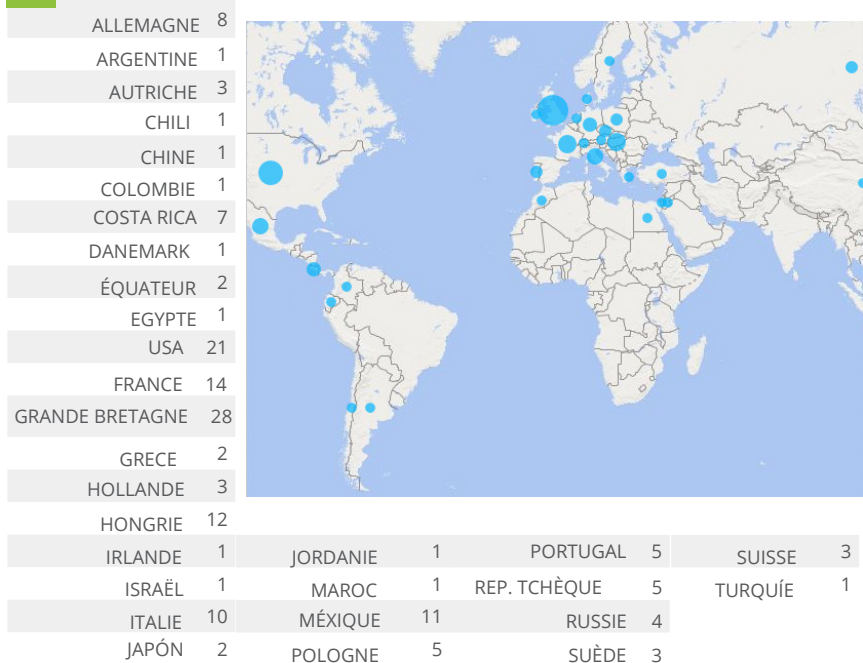 ALLEMAGNE 8
ARGENTINE 1
AUTRICHE 3
CHILI 1
CHINE 1
COLOMBIE 1
COSTA RICA 7
DANEMARK 1
ÉQUATEUR 2
EGYPTE 1
USA 21
FRANCE 14
GRANDE BRETAGNE 28
GRECE 2
HOLLANDE 3
HONGRIE 12
IRLANDE 1
ISRAËL 1
ITALIE 10
JAPÓN 2
JORDANIE 1
MAROC 1
MÉXIQUE 11
POLOGNE 5
PORTUGAL 5
REP. TCHÈQUE 5
RUSSIE 4
SUÈDE 3
SUISSE 3
TURQUÍE 1